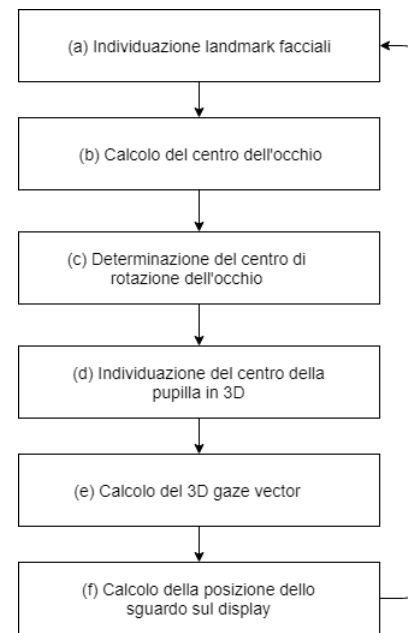 (a) Individuazione landmark facciali
(b) Calcolo del centro dell'occhio
(c) Determinazione del centro di
rotazione dell'occhio
(d) Individuazione del centro della
pupilla in 3D
(e) Calcolo del 3D gaze vector
(f) Calcolo della posizione dello
sguardo sul display